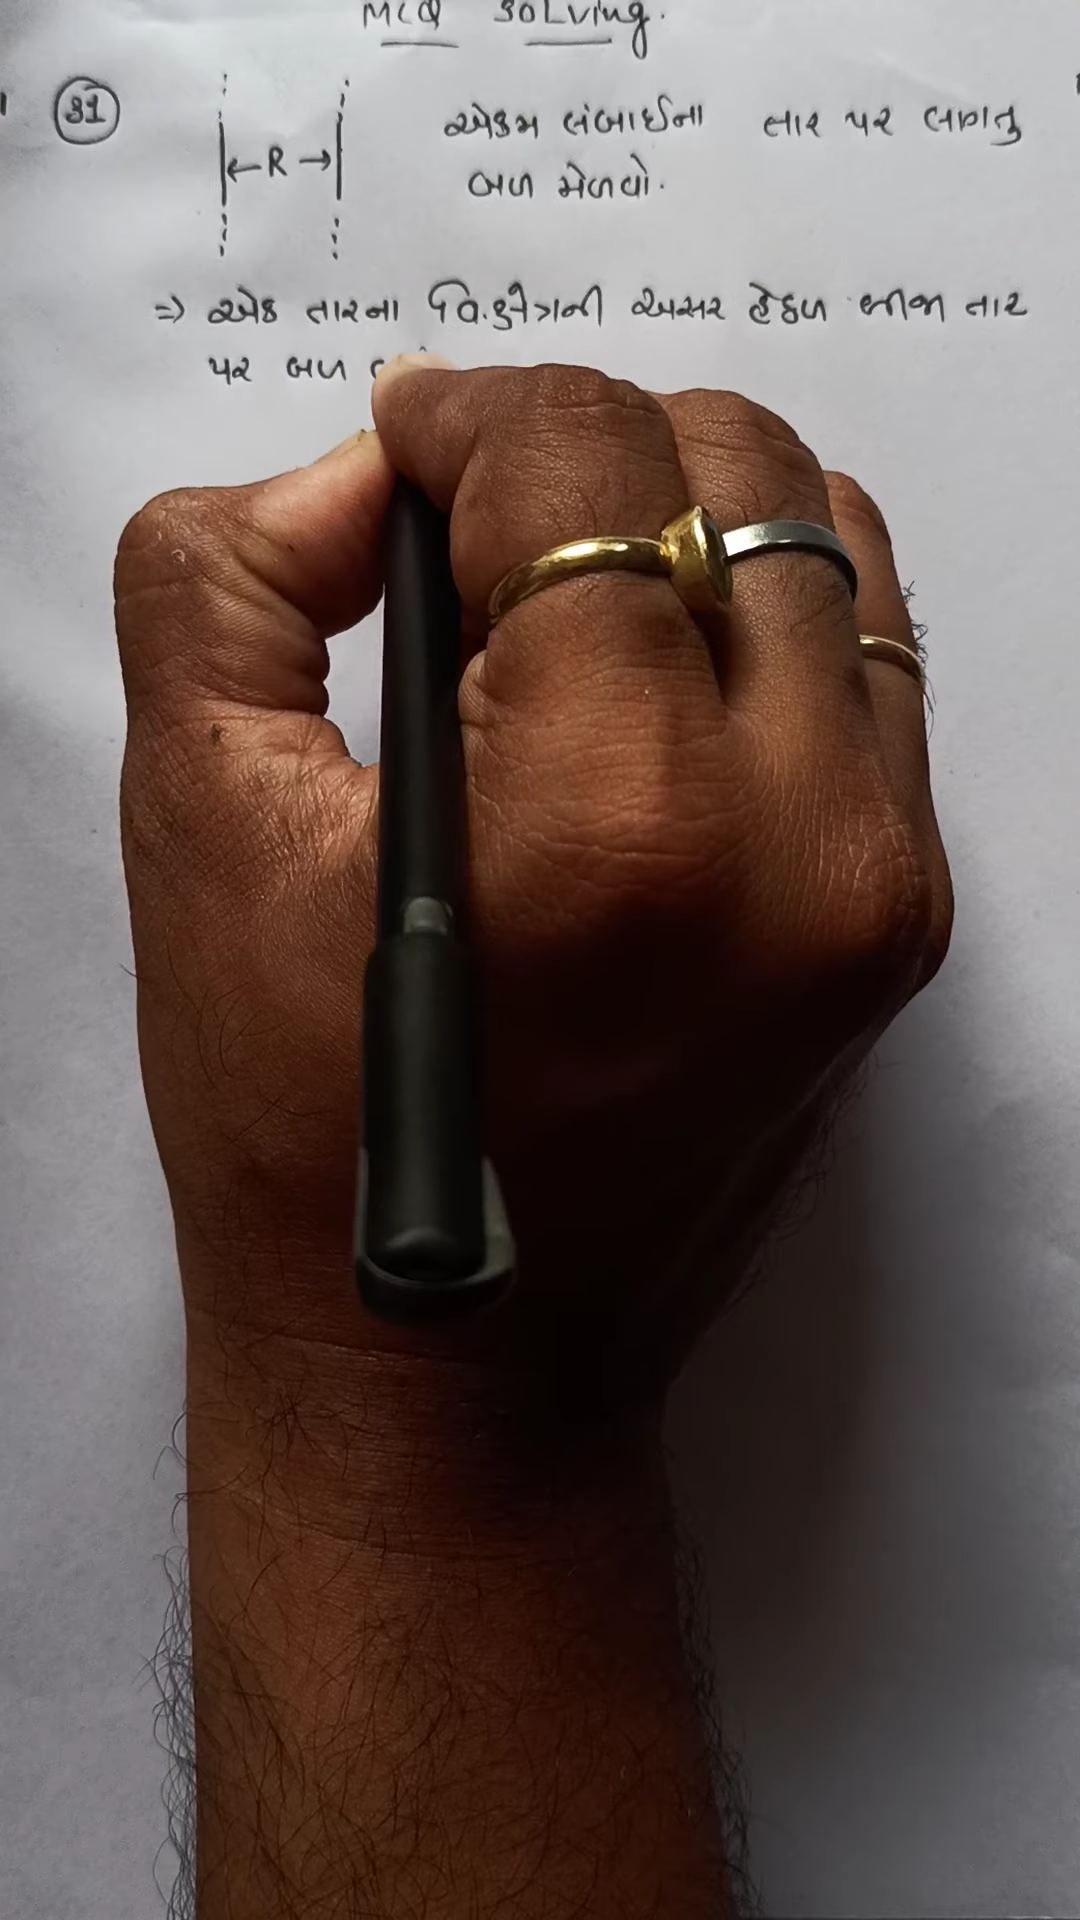 MCQ Solving.
31
R
એકમ લંબાઈના તાર પર લાગતુ
બળ મેળવો.
⇒ એક તારના વિ.ક્ષેત્રની અસર હેઠળ બીજા તાર
પર બળ